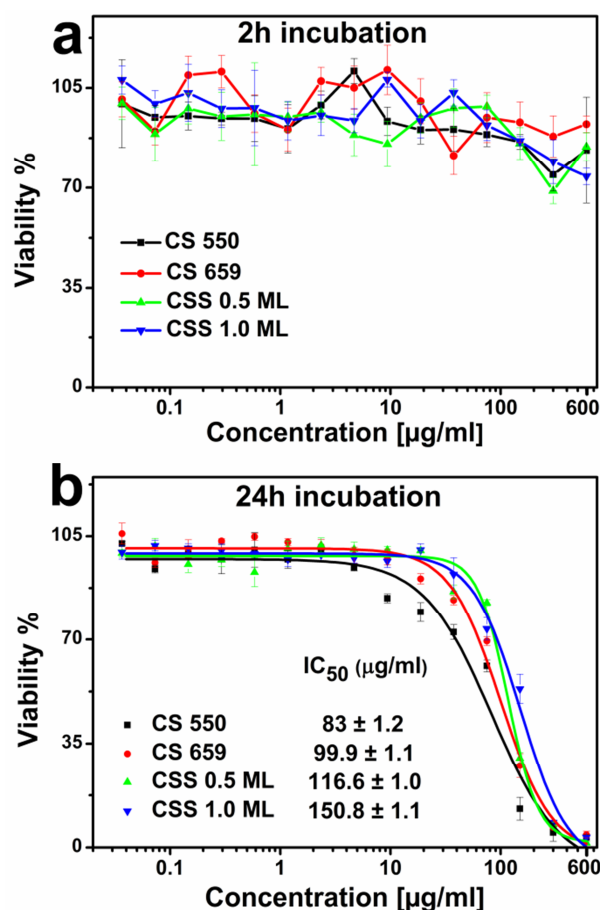 a
2h incubation
105
70
35
0
Viability %
CS 550
CS 659
CSS 0.5 ML
CSS 1.0 ML
0.1
1
10
100
600
Concentration [µg/ml]
b
24h incubation
105
70
35
0
Viability %
IC50 (µg/ml)
CS 550 83 ± 1.2
CS 659 99.9 ± 1.1
CSS 0.5 ML 116.6 ± 1.0
CSS 1.0 ML 150.8 ± 1.1
0.1
1
10
100
600
Concentration [µg/ml]